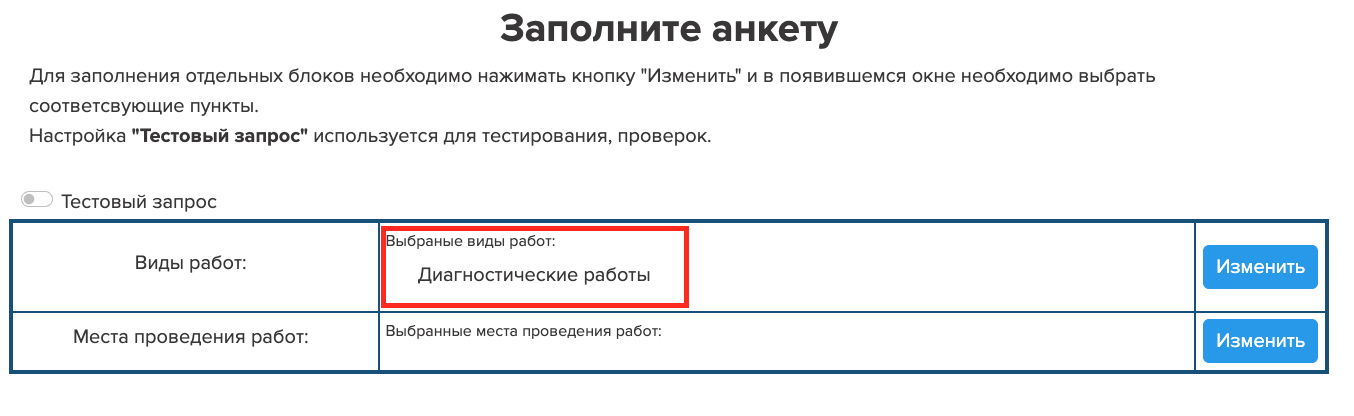 Заполните анкету
Для заполнения отдельных блоков необходимо нажимать кнопку "Изменить" и в появившемся окне необходимо выбрать
соответсвующие пункты.
Настройка "Тестовый запрос" используется для тестирования, проверок.
Тестовый запрос
Виды работ:
Выбраные виды работ:
Диагностические работы
Изменить
Места проведения работ:
Выбранные места проведения работ:
Изменить